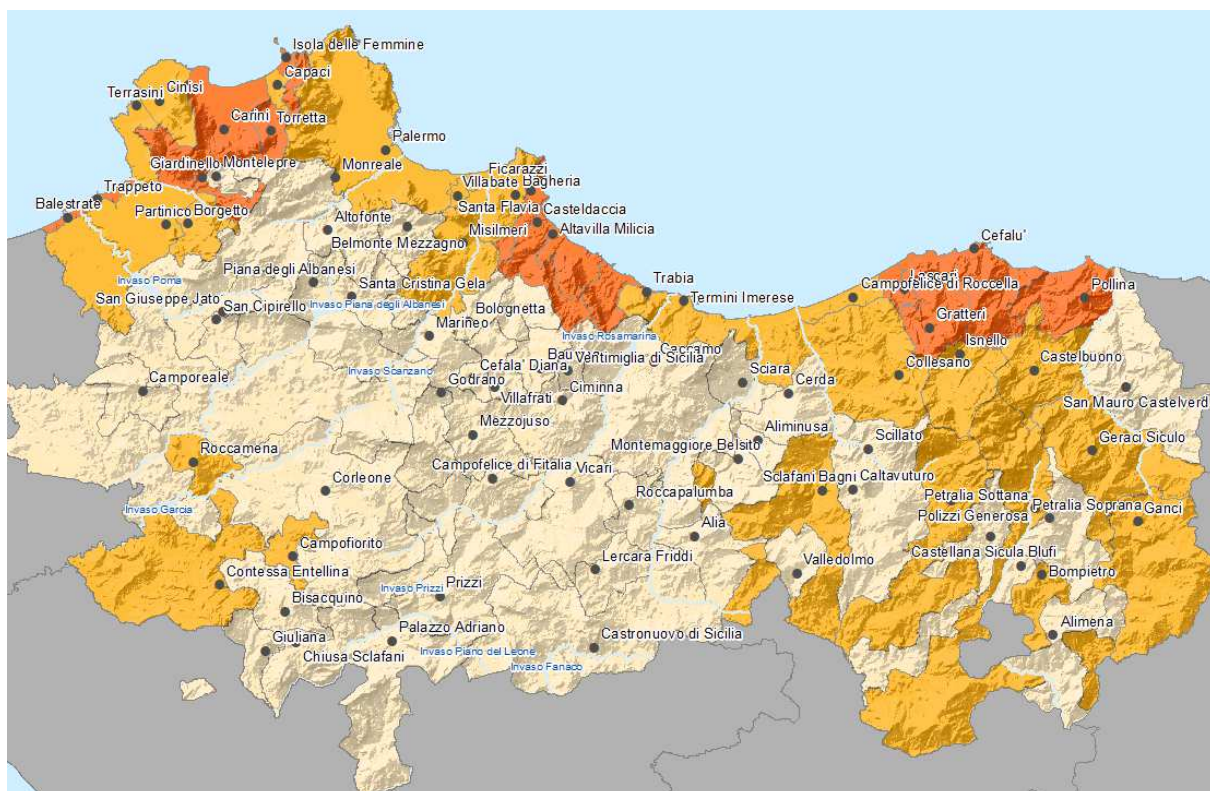 Isola delle Femmine
Capaci
Cinisi
Terrasini
Carini
Torretta
Palermo
Giardinello
Montelepre
Monreale
Ficarazzi
Villabate
Bagheria
Trappeto
Balestrate
Santa Flavia
Casteldaccia
Partinico
Borgetto
Altofonte
Misilmeri
Altavilla Milicia
Belmonte Mezzagno
Cefalu'
Piana degli Albanesi
Invaso Poma
Santa Cristina Gela
Trabia
Lascari
Campofelice di Roccella
Pollina
San Giuseppe Jato
San Cipirello
Invaso Piana degli Albanesi
Bolognetta
Termini Imerese
Marineo
Invaso Rosamarina
Gratteri
Isnello
Caccamo
Ventimiglia di Sicilia
Cefala' Diana
Castelbuono
Invaso Scanzano
Collesano
Camporeale
Godrano
Villafrati
Ciminna
Sciara
Cerda
San Mauro Castelverd
Mezzojuso
Aliminusa
Montemaggiore Belsito
Scillato
Geraci Siculo
Roccamena
Campofelice di Fitalia
Vicari
Corleone
Sclafani Bagni
Caltavuturo
Invaso Garcia
Roccapalumba
Petralia Sottana
Petralia Soprana
Polizzi Generosa
Ganci
Alia
Campofiorito
Lercara Friddi
Castellana Sicula
Blufi
Contessa Entellina
Valledolmo
Bompietro
Invaso Prizzi
Prizzi
Bisacquino
Giuliana
Palazzo Adriano
Castronuovo di Sicilia
Alimena
Chiusa Sclafani
Invaso Piano del Leone
Invaso Fanaco